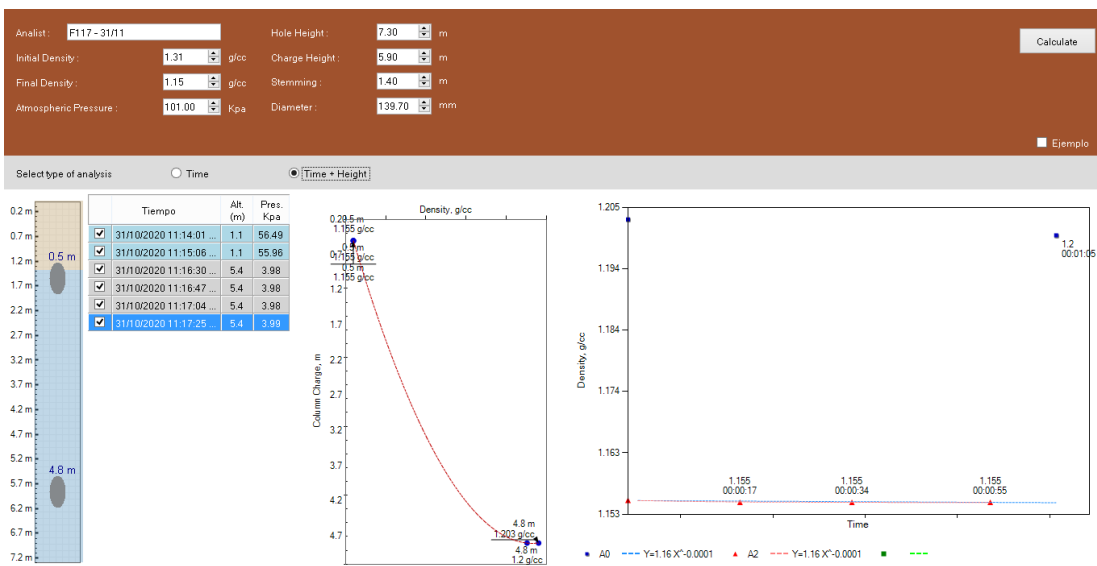 Analist : F117 - 31/11 Hole Height : 7.30 m Calculate
Initial Density : 1.31 g/cc Charge Height : 5.90 m
Final Density : 1.15 g/cc Stemming : 1.40 m
Atmospheric Pressure : 101.00 Kpa Diameter : 139.70 mm
Ejemplo
Select type of analysis Time Time + Height
0.2 m
0.7 m
1.2 m
1.7 m
2.2 m
2.7 m
3.2 m
3.7 m
4.2 m
4.7 m
5.2 m
5.7 m
6.2 m
6.7 m
7.2 m
0.5 m
4.8 m
Tiempo Alt. (m) Pres. Kpa
31/10/2020 11:14:01 ... 1.1 56.49
31/10/2020 11:15:06 ... 1.1 55.96
31/10/2020 11:16:30 ... 5.4 3.98
31/10/2020 11:16:47 ... 5.4 3.98
31/10/2020 11:17:04 ... 5.4 3.98
31/10/2020 11:17:25 ... 5.4 3.99
Density, g/cc
0.5 m
1.155 g/cc
1.155 g/cc
0.5 m
1.155 g/cc
1.2
1.7
2.2
2.7
3.2
3.7
4.2
4.7
Column Charge, m
4.8 m
1.203 g/cc
4.8 m
1.2 g/cc
1.205
1.194
1.184
1.174
1.163
1.153
Density, g/cc
1.2
00:01:05
1.155
00:00:17
1.155
00:00:34
1.155
00:00:55
Time
A0 Y=1.16 X^-0.0001 A2 Y=1.16 X^-0.0001